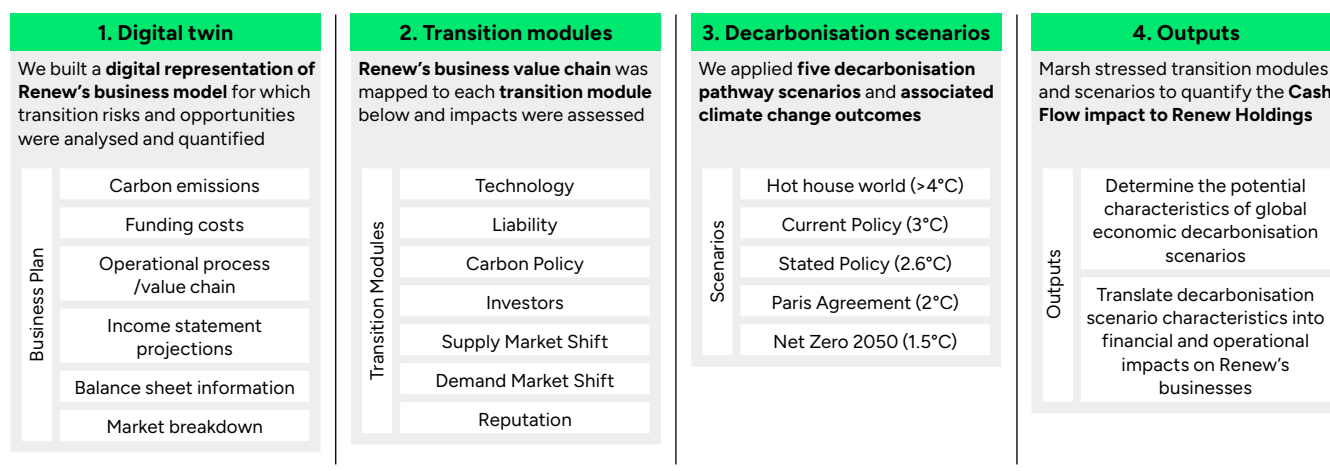 1. Digital twin
We built a digital representation of
Renew’s business model for which
transition risks and opportunities
were analysed and quantified
Business Plan
Carbon emissions
Funding costs
Operational process
/value chain
Income statement
projections
Balance sheet information
Market breakdown
2. Transition modules
Renew’s business value chain was
mapped to each transition module
below and impacts were assessed
Transition Modules
Technology
Liability
Carbon Policy
Investors
Supply Market Shift
Demand Market Shift
Reputation
3. Decarbonisation scenarios
We applied five decarbonisation
pathway scenarios and associated
climate change outcomes
Scenarios
Hot house world (>4°C)
Current Policy (3°C)
Stated Policy (2.6°C)
Paris Agreement (2°C)
Net Zero 2050 (1.5°C)
4. Outputs
Marsh stressed transition modules
and scenarios to quantify the Cash
Flow impact to Renew Holdings
Outputs
Determine the potential
characteristics of global
economic decarbonisation
scenarios
Translate decarbonisation
scenario characteristics into
financial and operational
impacts on Renew’s
businesses